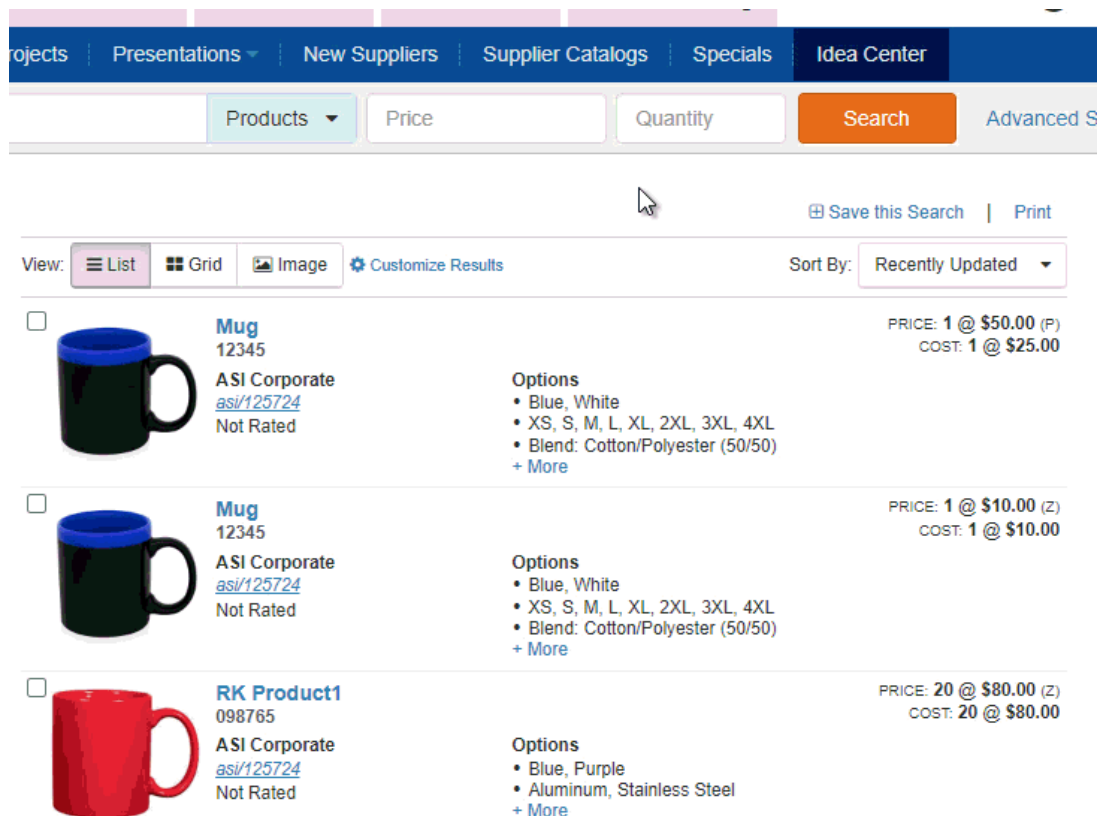 Presentations
New Suppliers
Supplier Catalogs
Specials
Idea Center
Products
Price
Quantity
Search
Advanced
Save this Search | Print
View: List Grid Image Customize Results
Sort By: Recently Updated
Mug
12345
PRICE: 1 @ $50.00 (P)
COST: 1 @ $25.00
ASI Corporate
asi/125724
Not Rated
Options
• Blue, White
• XS, S, M, L, XL, 2XL, 3XL, 4XL
• Blend: Cotton/Polyester (50/50)
+ More
Mug
12345
PRICE: 1 @ $10.00 (Z)
COST: 1 @ $10.00
ASI Corporate
asi/125724
Not Rated
Options
• Blue, White
• XS, S, M, L, XL, 2XL, 3XL, 4XL
• Blend: Cotton/Polyester (50/50)
+ More
RK Product1
098765
PRICE: 20 @ $80.00 (Z)
COST: 20 @ $80.00
ASI Corporate
asi/125724
Not Rated
Options
• Blue, Purple
• Aluminum, Stainless Steel
+ More